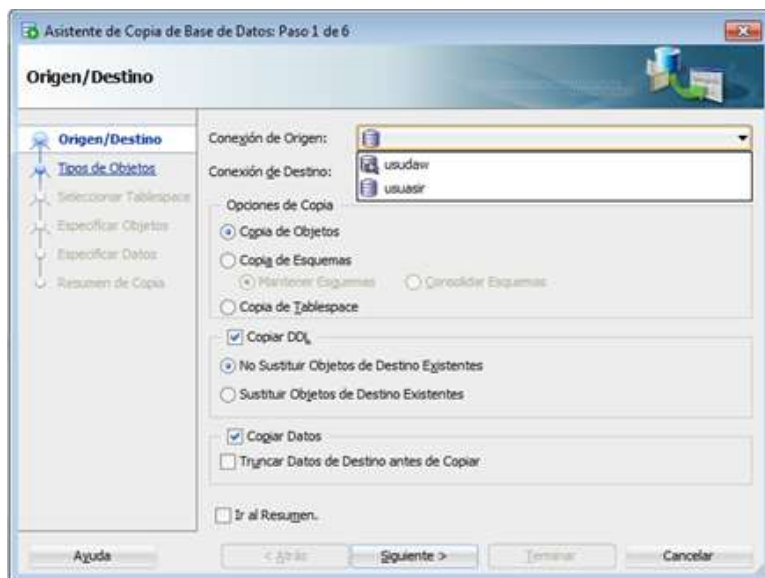 Asistente de Copia de Base de Datos: Paso 1 de 6
Origen/Destino
Origen/Destino
Tipos de Objetos
Seleccionar Tablespace
Especificar Objetos
Especificar Datos
Resumen de Copia
Conexión de Origen:
usudaw
usuasir
Conexión de Destino:
Opciones de Copia
Copia de Objetos
Copia de Esquemas
Mantener Esquemas
Consolidar Esquemas
Copia de Tablespace
Copiar DDL
No Sustituir Objetos de Destino Existentes
Sustituir Objetos de Destino Existentes
Copiar Datos
Truncar Datos de Destino antes de Copiar
Ir al Resumen.
Ayuda
< Atrás
Siguiente >
Terminar
Cancelar